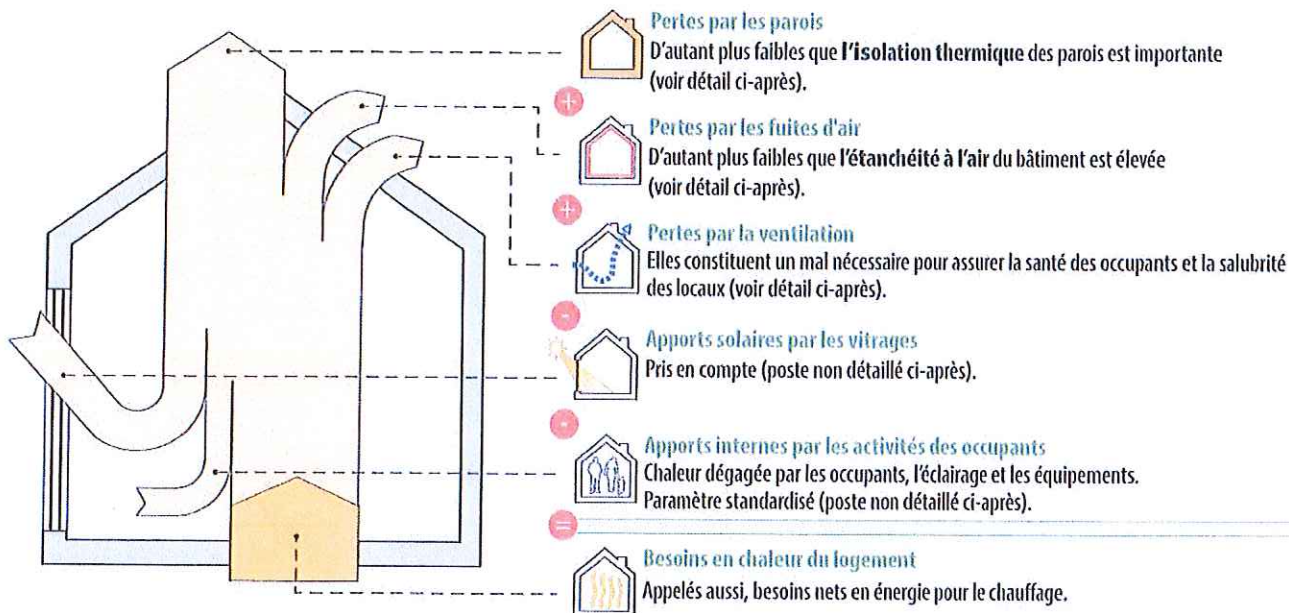 Pertes par les parois
D'autant plus faibles que l'isolation thermique des parois est importante
(voir détail ci-après).
+
Pertes par les fuites d'air
D'autant plus faibles que l'étanchéité à l'air du bâtiment est élevée
(voir détail ci-après).
+
Pertes par la ventilation
Elles constituent un mal nécessaire pour assurer la santé des occupants et la salubrité
des locaux (voir détail ci-après).
-
Apports solaires par les vitrages
Pris en compte (poste non détaillé ci-après).
-
Apports internes par les activités des occupants
Chaleur dégagée par les occupants, l'éclairage et les équipements.
Paramètre standardisé (poste non détaillé ci-après).
=
Besoins en chaleur du logement
Appelés aussi, besoins nets en énergie pour le chauffage.